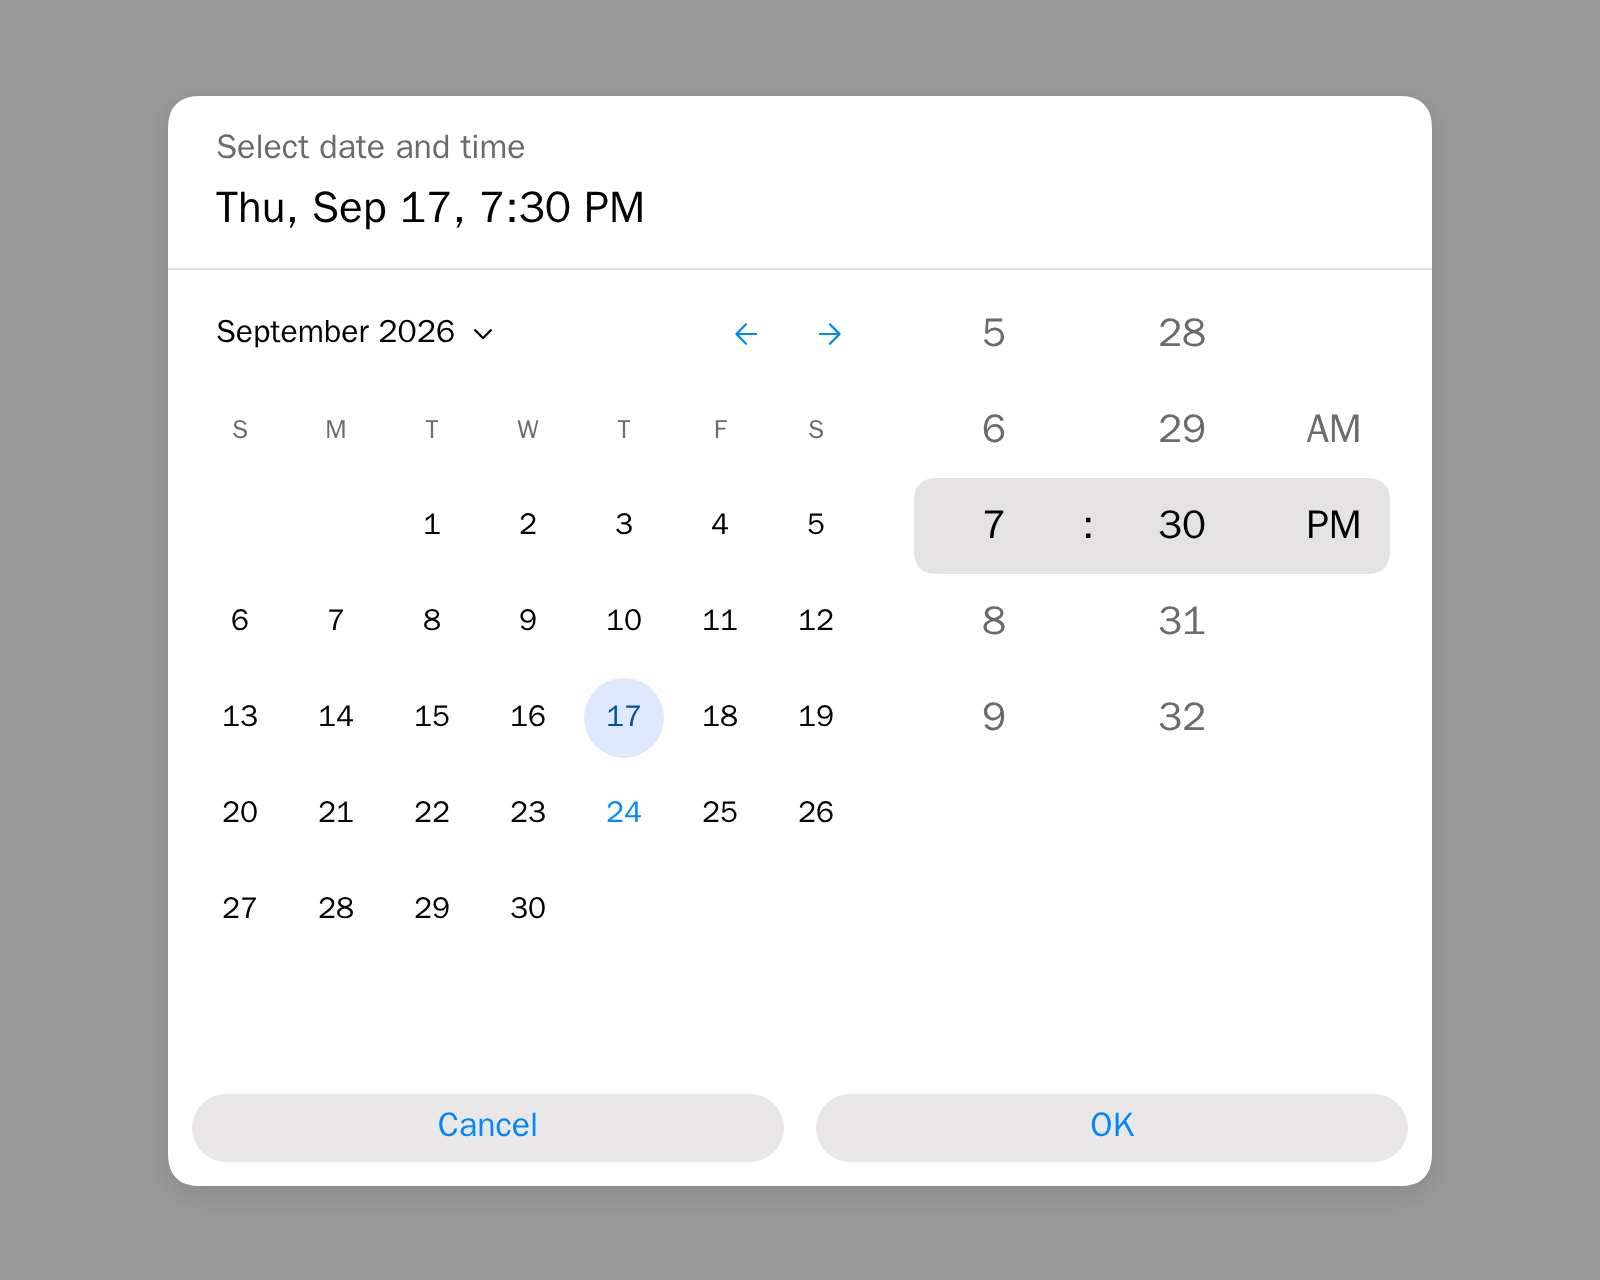 Select date and time
Thu, Sep 17, 7:30 PM
September 2026
S M T W T F S
1 2 3 4 5
6 7 8 9 10 11 12
13 14 15 16 17 18 19
20 21 22 23 24 25 26
27 28 29 30
5 28
6 29 AM
7 : 30 PM
8 31
9 32
Cancel OK